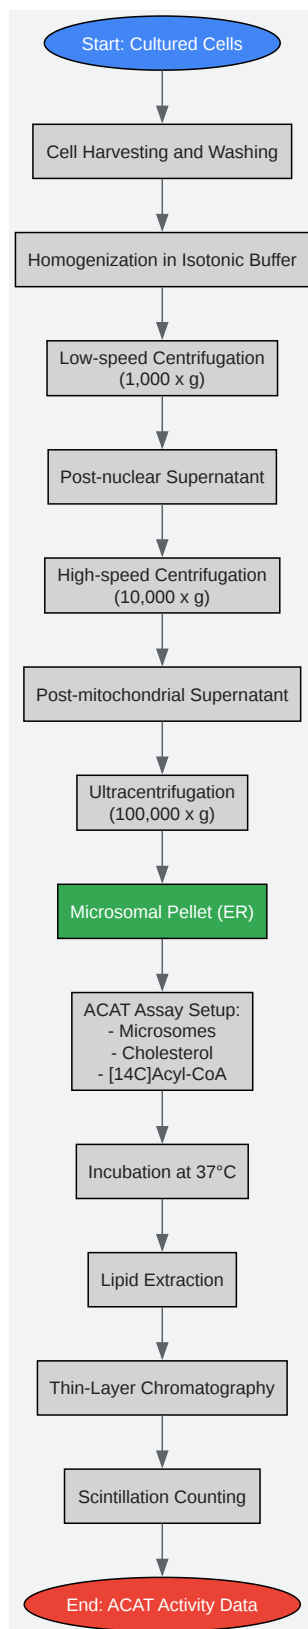 Start: Cultured Cells
Cell Harvesting and Washing
Homogenization in Isotonic Buffer
Low-speed Centrifugation
(1,000 x g)
Post-nuclear Supernatant
High-speed Centrifugation
(10,000 x g)
Post-mitochondrial Supernatant
Ultracentrifugation
(100,000 x g)
Microsomal Pellet (ER)
ACAT Assay Setup:
- Microsomes
- Cholesterol
- [14C]Acyl-CoA
Incubation at 37°C
Lipid Extraction
Thin-Layer Chromatography
Scintillation Counting
End: ACAT Activity Data